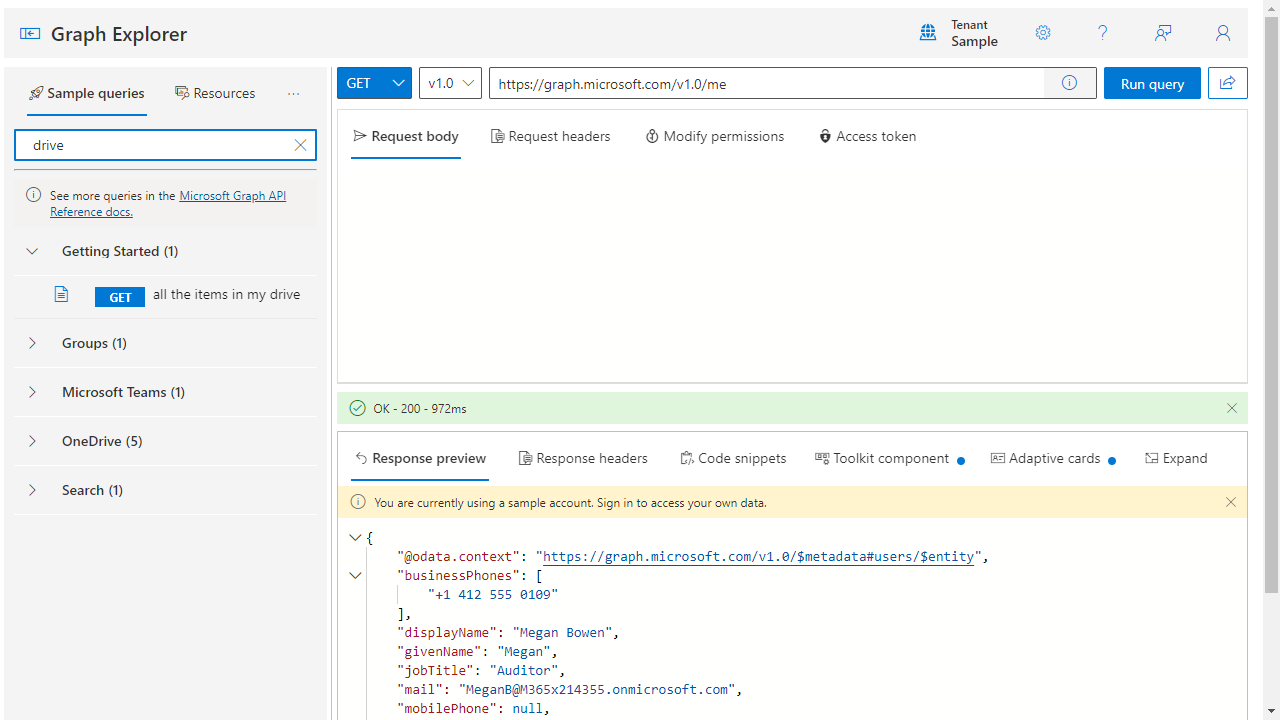 Graph Explorer
Tenant
Sample
Sample queries
Resources
drive
See more queries in the Microsoft Graph API
Reference docs.
Getting Started (1)
GET all the items in my drive
Groups (1)
Microsoft Teams (1)
OneDrive (5)
Search (1)
GET
v1.0
https://graph.microsoft.com/v1.0/me
Run query
Request body
Request headers
Modify permissions
Access token
OK - 200 - 972ms
Response preview
Response headers
Code snippets
Toolkit component
Adaptive cards
Expand
You are currently using a sample account. Sign in to access your own data.
{
"@odata.context": "https://graph.microsoft.com/v1.0/$metadata#users/$entity",
"businessPhones": [
"+1 412 555 0109"
],
"displayName": "Megan Bowen",
"givenName": "Megan",
"jobTitle": "Auditor",
"mail": "MeganB@M365x214355.onmicrosoft.com",
"mobilePhone": null,